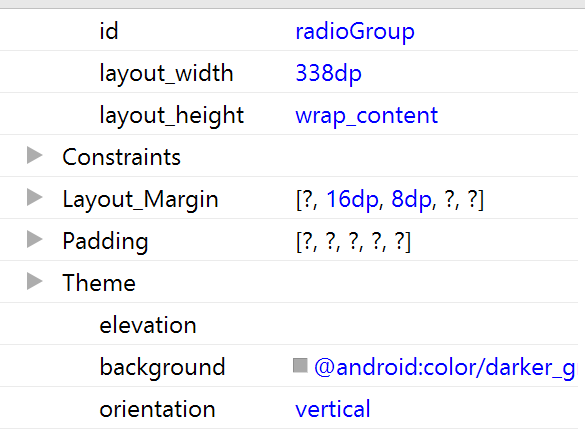 id radioGroup
layout_width 338dp
layout_height wrap_content
Constraints
Layout_Margin [?, 16dp, 8dp, ?, ?]
Padding [?, ?, ?, ?, ?]
Theme
elevation
background @android:color/darker_g
orientation vertical